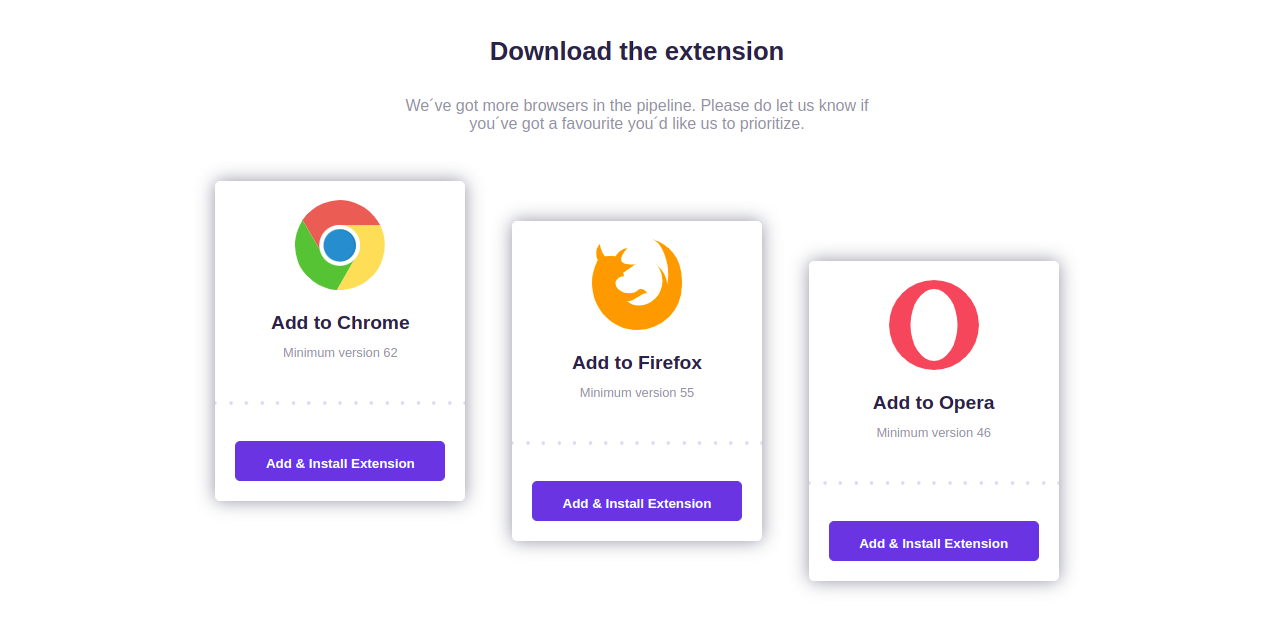 Download the extension
We´ve got more browsers in the pipeline. Please do let us know if
you´ve got a favourite you´d like us to prioritize.
Add to Chrome
Minimum version 62
Add & Install Extension
Add to Firefox
Minimum version 55
Add & Install Extension
Add to Opera
Minimum version 46
Add & Install Extension